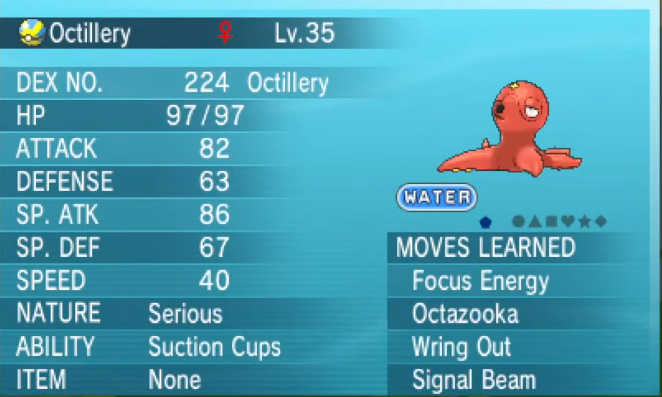 Octillery ♀ Lv.35
DEX NO. 224 Octillery
HP 97/97
ATTACK 82
DEFENSE 63
SP. ATK 86
SP. DEF 67
SPEED 40
NATURE Serious
ABILITY Suction Cups
ITEM None
WATER
MOVES LEARNED
Focus Energy
Octazooka
Wring Out
Signal Beam